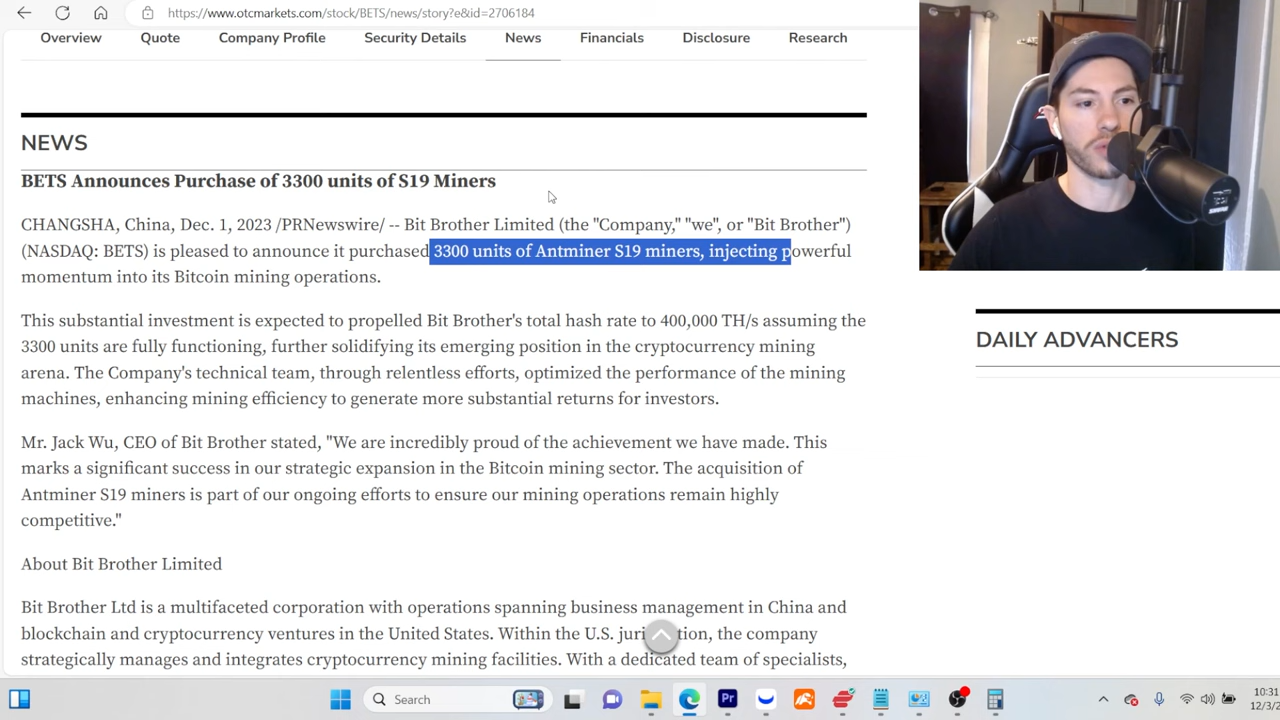 https://www.otcmarkets.com/stock/BETS/news/story?e&id=2706184
Overview Quote Company Profile Security Details News Financials Disclosure Research
NEWS
BETS Announces Purchase of 3300 units of S19 Miners
CHANGSHA, China, Dec. 1, 2023 /PRNewswire/ -- Bit Brother Limited (the "Company," "we", or "Bit Brother")
(NASDAQ: BETS) is pleased to announce it purchased 3300 units of Antminer S19 miners, injecting powerful
momentum into its Bitcoin mining operations.
This substantial investment is expected to propelled Bit Brother's total hash rate to 400,000 TH/s assuming the
3300 units are fully functioning, further solidifying its emerging position in the cryptocurrency mining
arena. The Company's technical team, through relentless efforts, optimized the performance of the mining
machines, enhancing mining efficiency to generate more substantial returns for investors.
Mr. Jack Wu, CEO of Bit Brother stated, "We are incredibly proud of the achievement we have made. This
marks a significant success in our strategic expansion in the Bitcoin mining sector. The acquisition of
Antminer S19 miners is part of our ongoing efforts to ensure our mining operations remain highly
competitive."
About Bit Brother Limited
Bit Brother Ltd is a multifaceted corporation with operations spanning business management in China and
blockchain and cryptocurrency ventures in the United States. Within the U.S. juri tion, the company
strategically manages and integrates cryptocurrency mining facilities. With a dedicated team of specialists,
DAILY ADVANCERS
Search
Pr
10:31
12/3/2